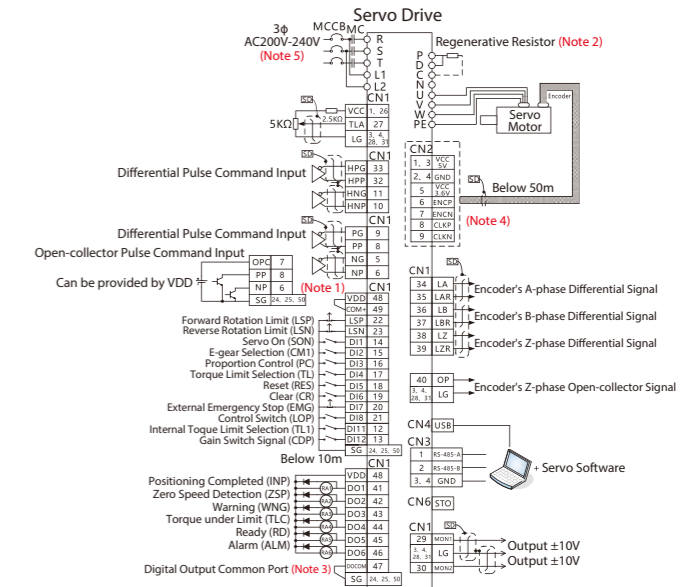 Servo Drive
3ϕ
AC200V-240V
(Note 5)
MCCB MC
R
S
T
L1
L2
P
D
C
N
U
V
W
PE
Regenerative Resistor (Note 2)
Encoder
Servo
Motor
CN1
SD
5KΩ
2.5KΩ
VCC 1, 26
TLA 27
LG 3, 4, 28, 31
CN1
SD
Differential Pulse Command Input
HPG 33
HPP 32
HNG 11
HNP 10
CN1
SD
Differential Pulse Command Input
PG 9
PP 8
NG 5
NP 6
Open-collector Pulse Command Input
Can be provided by VDD
OPC 7
PP 8
NP 6
SG 24, 25, 50
(Note 1)
CN1
VDD 48
COM+ 49
Forward Rotation Limit (LSP) LSP 22
Reverse Rotation Limit (LSN) LSN 23
Servo On (SON) DI1 14
E-gear Selection (CM1) DI2 15
Proportion Control (PC) DI3 16
Torque Limit Selection (TL) DI4 17
Reset (RES) DI5 18
Clear (CR) DI6 19
External Emergency Stop (EMG) DI7 20
Control Switch (LOP) DI8 21
Internal Toque Limit Selection (TL1) DI11 12
Gain Switch Signal (CDP) DI12 13
SG 24, 25, 50
Below 10m
CN1
VDD 48
Positioning Completed (INP) RA1 DO1 41
Zero Speed Detection (ZSP) RA2 DO2 42
Warning (WNG) RA3 DO3 43
Torque under Limit (TLC) RA4 DO4 44
Ready (RD) RA5 DO5 45
Alarm (ALM) RA6 DO6 46
Digital Output Common Port (Note 3) DOCOM 47
SG 24, 25, 50
CN2
1, 3 VCC 5V
2, 4 GND
5 VCC 3.6V
6 ENCP
7 ENCN
8 CLKP
9 CLKN
SD
Below 50m
(Note 4)
CN1
SD
34 LA
35 LAR
Encoder's A-phase Differential Signal
36 LB
37 LBR
Encoder's B-phase Differential Signal
38 LZ
39 LZR
Encoder's Z-phase Differential Signal
40 OP
3, 4, 28, 31 LG
Encoder's Z-phase Open-collector Signal
CN4 USB
CN3
1 RS-485-A
2 RS-485-B
3, 4 GND
+ Servo Software
CN6 STO
CN1
SD
29 MON1
3, 4, 28, 31 LG
30 MON2
Output ±10V
Output ±10V